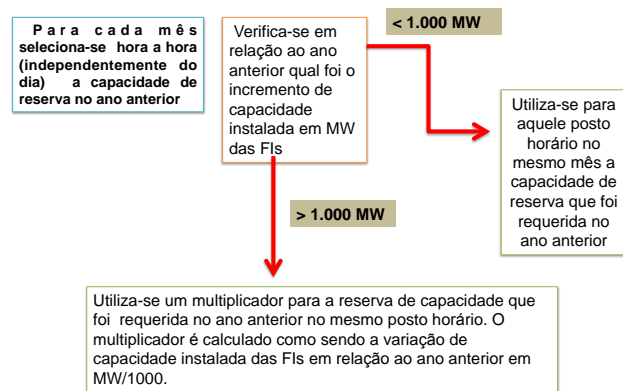 Para cada mês
seleciona-se hora a hora
(independentemente do
dia) a capacidade de
reserva no ano anterior
Verifica-se em
relação ao ano
anterior qual foi o
incremento de
capacidade
instalada em MW
das FIs
< 1.000 MW
Utiliza-se para
aquele posto
horário no
mesmo mês a
capacidade de
reserva que foi
requerida no
ano anterior
> 1.000 MW
Utiliza-se um multiplicador para a reserva de capacidade que
foi requerida no ano anterior no mesmo posto horário. O
multiplicador é calculado como sendo a variação de
capacidade instalada das FIs em relação ao ano anterior em
MW/1000.